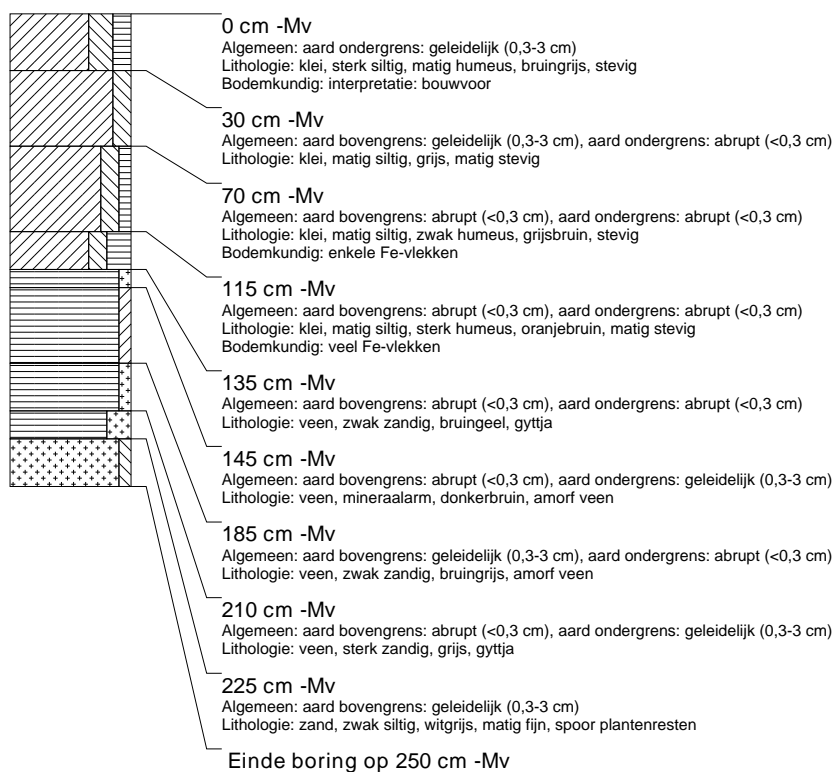 0 cm -Mv
Algemeen: aard ondergrens: geleidelijk (0,3-3 cm)
Lithologie: klei, sterk siltig, matig humeus, bruingrijs, stevig
Bodemkundig: interpretatie: bouwvoor
30 cm -Mv
Algemeen: aard bovengrens: geleidelijk (0,3-3 cm), aard ondergrens: abrupt (<0,3 cm)
Lithologie: klei, matig siltig, grijs, matig stevig
70 cm -Mv
Algemeen: aard bovengrens: abrupt (<0,3 cm), aard ondergrens: abrupt (<0,3 cm)
Lithologie: klei, matig siltig, zwak humeus, grijsbruin, stevig
Bodemkundig: enkele Fe-vlekken
115 cm -Mv
Algemeen: aard bovengrens: abrupt (<0,3 cm), aard ondergrens: abrupt (<0,3 cm)
Lithologie: klei, matig siltig, sterk humeus, oranjebruin, matig stevig
Bodemkundig: veel Fe-vlekken
135 cm -Mv
Algemeen: aard bovengrens: abrupt (<0,3 cm), aard ondergrens: abrupt (<0,3 cm)
Lithologie: veen, zwak zandig, bruingeel, gyttja
145 cm -Mv
Algemeen: aard bovengrens: abrupt (<0,3 cm), aard ondergrens: geleidelijk (0,3-3 cm)
Lithologie: veen, mineraalarm, donkerbruin, amorf veen
185 cm -Mv
Algemeen: aard bovengrens: geleidelijk (0,3-3 cm), aard ondergrens: abrupt (<0,3 cm)
Lithologie: veen, zwak zandig, bruingrijs, amorf veen
210 cm -Mv
Algemeen: aard bovengrens: abrupt (<0,3 cm), aard ondergrens: geleidelijk (0,3-3 cm)
Lithologie: veen, sterk zandig, grijs, gyttja
225 cm -Mv
Algemeen: aard bovengrens: geleidelijk (0,3-3 cm)
Lithologie: zand, zwak siltig, witgrijs, matig fijn, spoor plantenresten
Einde boring op 250 cm -Mv